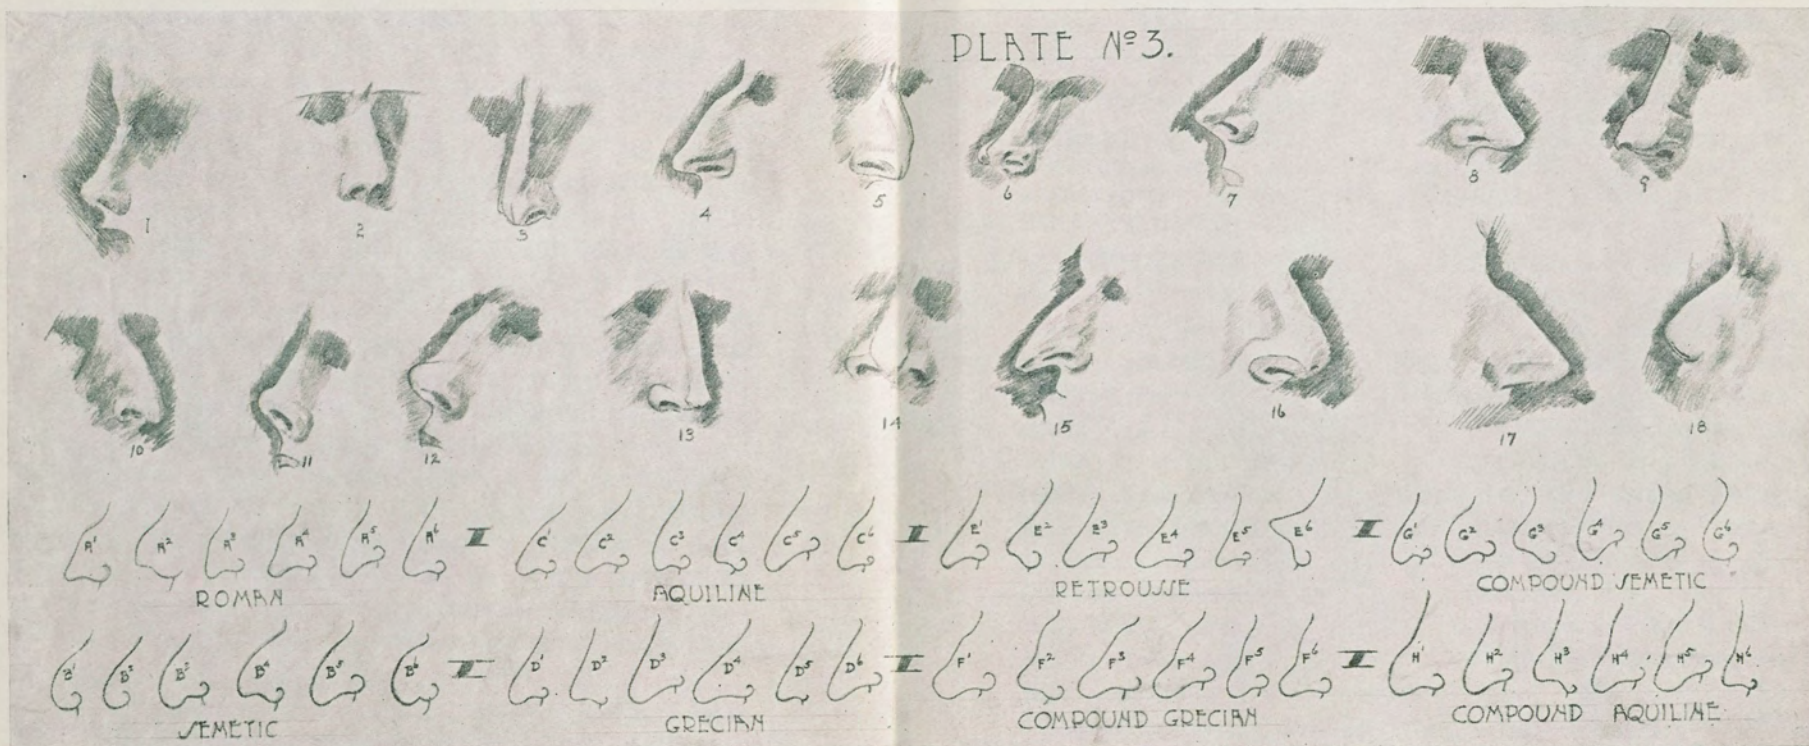 PLATE Nº 3.
1 2 3 4 5 6 7 8 9
10 11 12 13 14 15 16 17 18
A¹ A² A³ A⁴ A⁵ A⁶ I C¹ C² C³ C⁴ C⁵ C⁶ I E¹ E² E³ E⁴ E⁵ E⁶ I G¹ G² G³ G⁴ G⁵ G⁶
ROMAN AQUILINE RETROUSSE COMPOUND SEMETIC
B¹ B² B³ B⁴ B⁵ B⁶ I D¹ D² D³ D⁴ D⁵ D⁶ I F¹ F² F³ F⁴ F⁵ F⁶ I H¹ H² H³ H⁴ H⁵ H⁶
SEMETIC GRECIAN COMPOUND GRECIAN COMPOUND AQUILINE